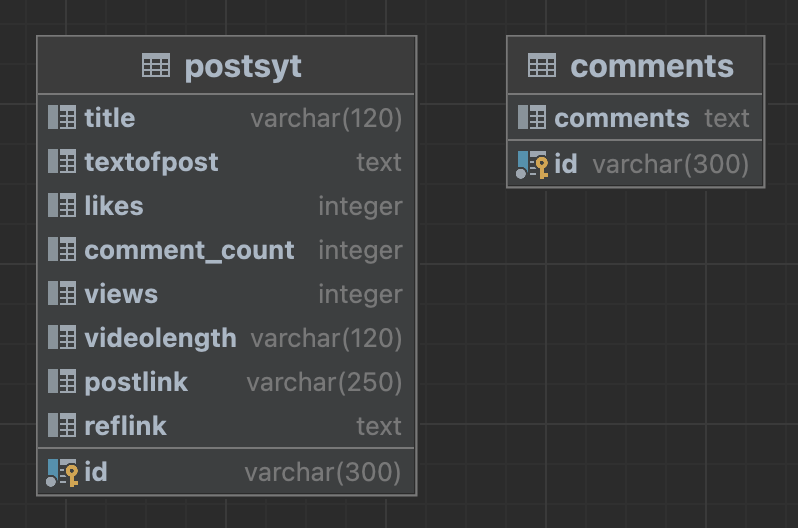 postsyt
title varchar(120)
textofpost text
likes integer
comment_count integer
views integer
videolength varchar(120)
postlink varchar(250)
reflink text
id varchar(300)
comments
comments text
id varchar(300)